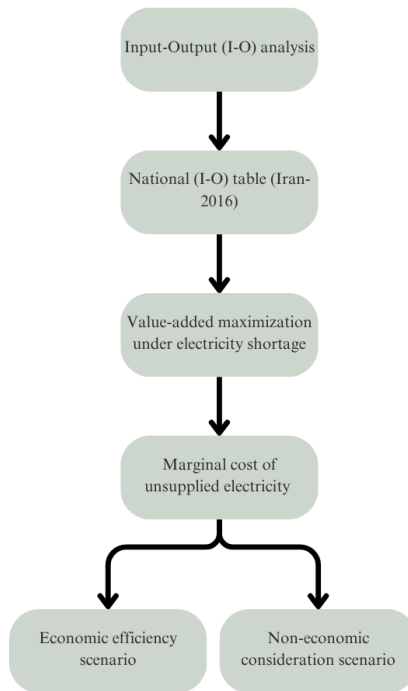 Input-Output (I-O) analysis
National (I-O) table (Iran-
2016)
Value-added maximization
under electricity shortage
Marginal cost of
unsupplied electricity
Economic efficiency
scenario
Non-economic
consideration scenario